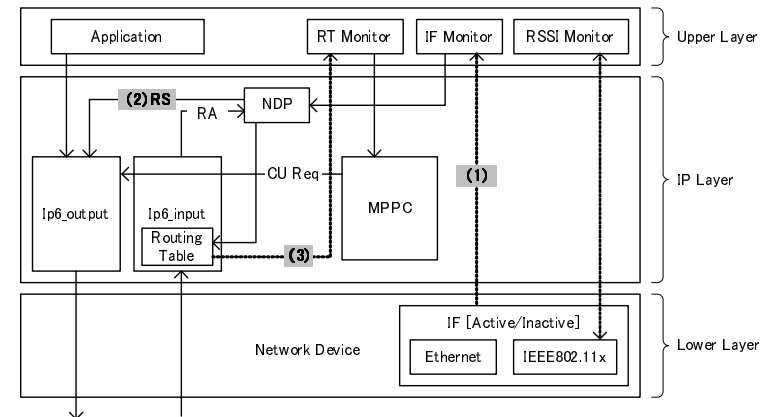 Application
RT Monitor
IF Monitor
RSSI Monitor
Upper Layer
(2)RS
RA
NDP
CU Req
(1)
IP Layer
Ip6_output
Ip6_input
MPPC
Routing
Table
(3)
IF [Active/Inactive]
Network Device
Ethernet
IEEE802.11x
Lower Layer